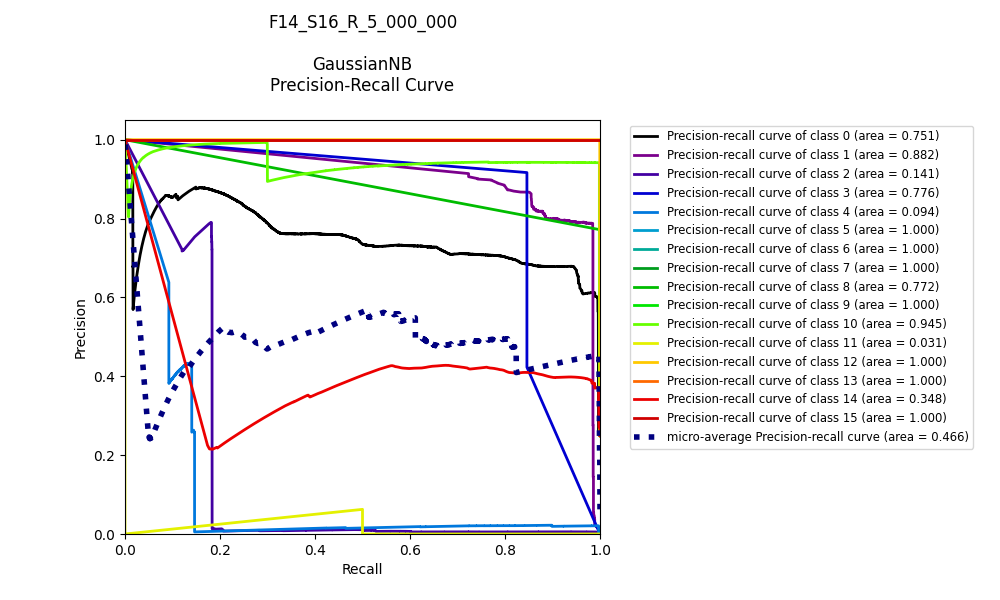 F14_S16_R_5_000_000
GaussianNB
Precision-Recall Curve
Precision
1.0
0.8
0.6
0.4
0.2
0.0
0.0 0.2 0.4 0.6 0.8 1.0
Recall
Precision-recall curve of class 0 (area = 0.751)
Precision-recall curve of class 1 (area = 0.882)
Precision-recall curve of class 2 (area = 0.141)
Precision-recall curve of class 3 (area = 0.776)
Precision-recall curve of class 4 (area = 0.094)
Precision-recall curve of class 5 (area = 1.000)
Precision-recall curve of class 6 (area = 1.000)
Precision-recall curve of class 7 (area = 1.000)
Precision-recall curve of class 8 (area = 0.772)
Precision-recall curve of class 9 (area = 1.000)
Precision-recall curve of class 10 (area = 0.945)
Precision-recall curve of class 11 (area = 0.031)
Precision-recall curve of class 12 (area = 1.000)
Precision-recall curve of class 13 (area = 1.000)
Precision-recall curve of class 14 (area = 0.348)
Precision-recall curve of class 15 (area = 1.000)
micro-average Precision-recall curve (area = 0.466)